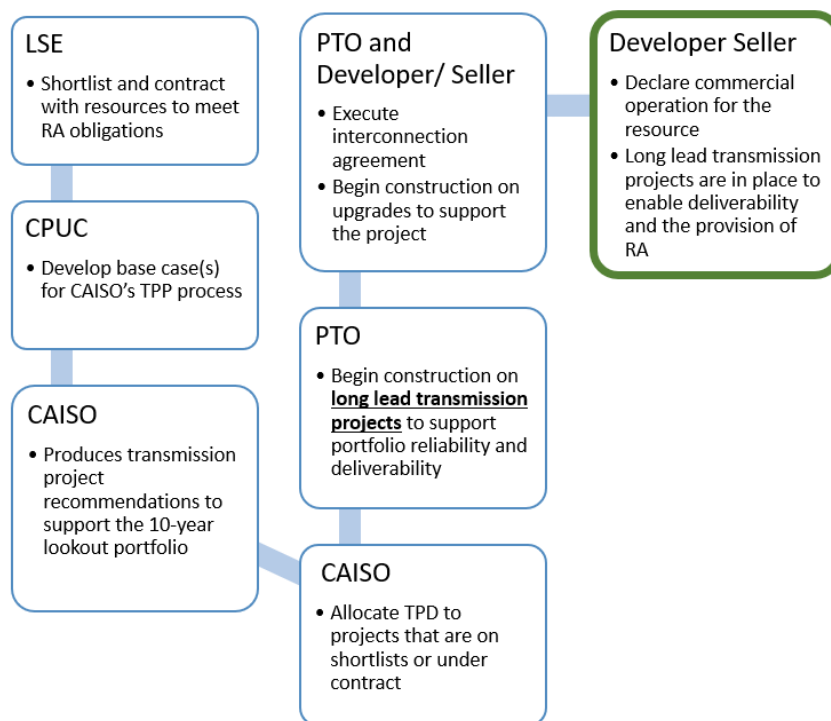 LSE
• Shortlist and contract
with resources to meet
RA obligations
CPUC
• Develop base case(s)
for CAISO's TPP process
CAISO
• Produces transmission
project
recommendations to
support the 10-year
lookout portfolio
CAISO
• Allocate TPD to
projects that are on
shortlists or under
contract
PTO
• Begin construction on
long lead transmission
projects to support
portfolio reliability and
deliverability
PTO and
Developer/ Seller
• Execute
interconnection
agreement
• Begin construction on
upgrades to support
the project
Developer Seller
• Declare commercial
operation for the
resource
• Long lead transmission
projects are in place to
enable deliverability
and the provision of
RA